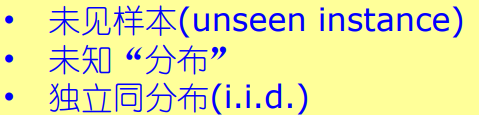 • 未见样本(unseen instance)
• 未知“分布”
• 独立同分布(i.i.d.)